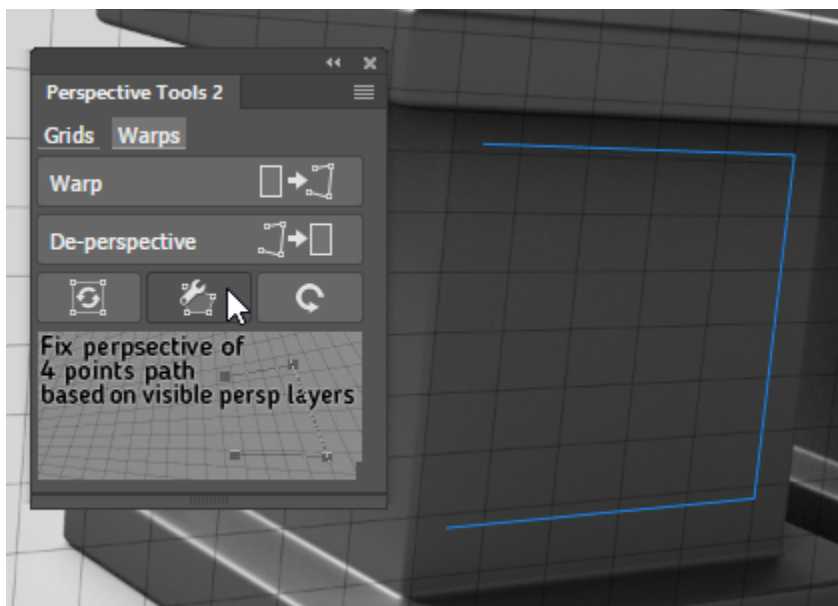 Perspective Tools 2
Grids Warps
Warp
De-perspective
Fix perpsective of
4 points path
based on visible persp layers